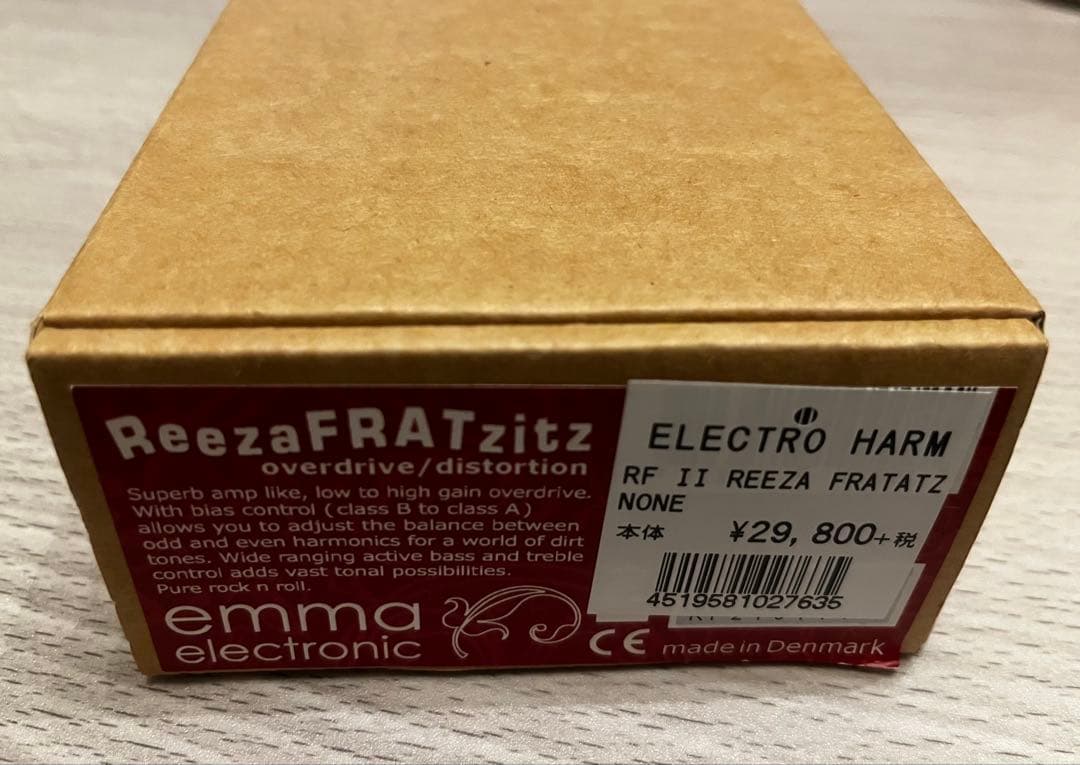 ReezaFRATzitz
overdrive/distortion
Superb amp like, low to high gain overdrive.
With bias control (class B to class A)
allows you to adjust the balance between
odd and even harmonics for a world of dirt
tones. Wide ranging active bass and treble
control adds vast tonal possibilities.
Pure rock n roll.
emma
electronic
CE made in Denmark
ELECTRO HARM
RF II REEZA FRATATZ
NONE
本体 ¥29,800+税
4519581027635